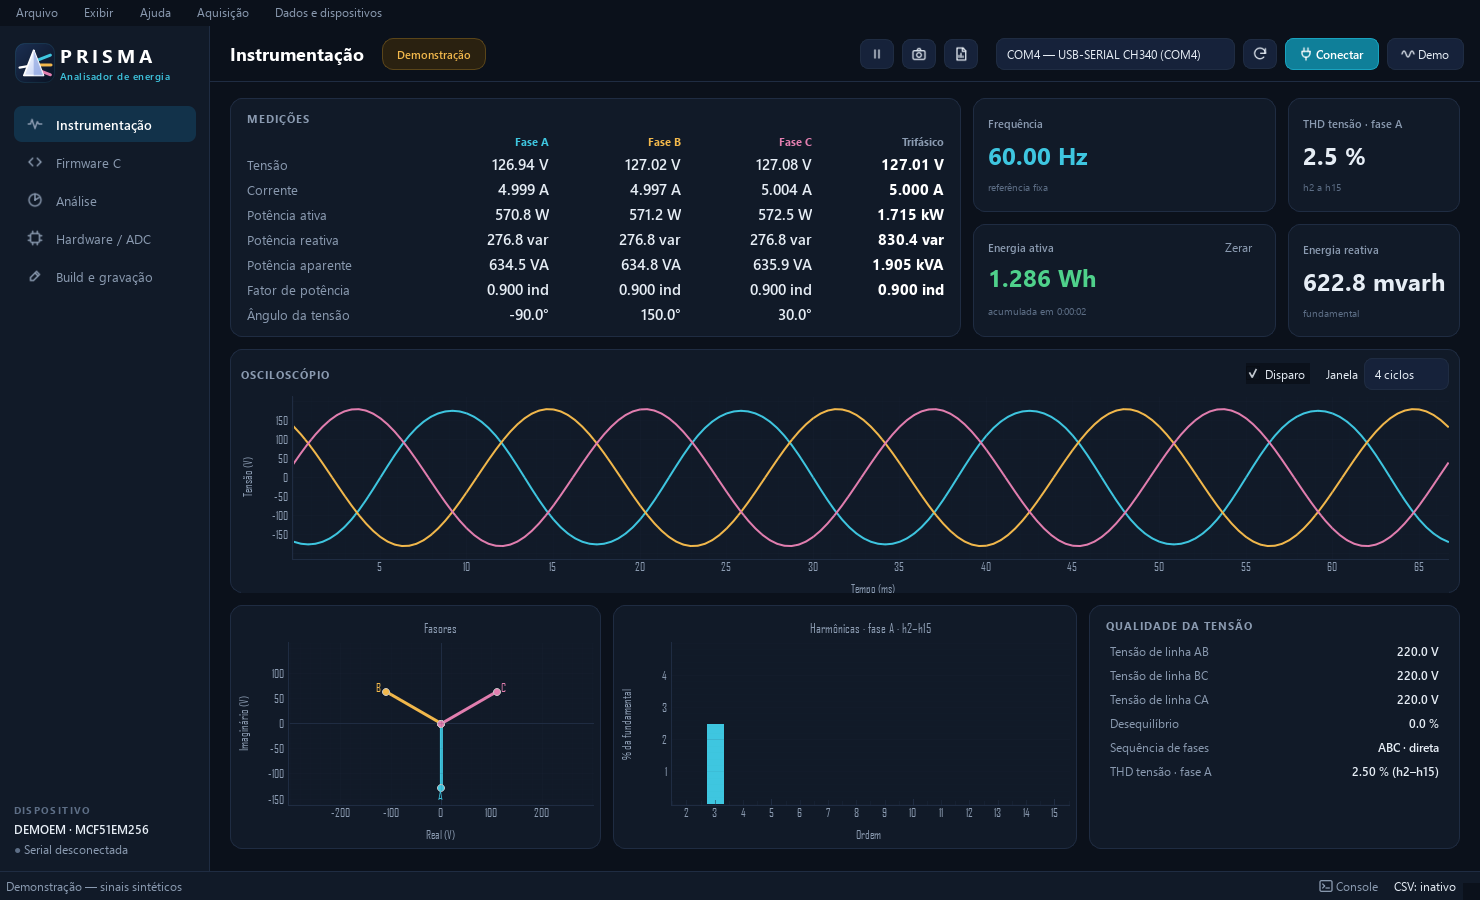 Arquivo Exibir Ajuda Aquisição Dados e dispositivos
PRISMA
Analisador de energia
Instrumentação
Firmware C
Análise
Hardware / ADC
Build e gravação
DISPOSITIVO
DEMOEM · MCF51EM256
Serial desconectada
Instrumentação Demonstração COM4 — USB-SERIAL CH340 (COM4) Conectar Demo
MEDIÇÕES
Fase A Fase B Fase C Trifásico
Tensão 126.94 V 127.02 V 127.08 V 127.01 V
Corrente 4.999 A 4.997 A 5.004 A 5.000 A
Potência ativa 570.8 W 571.2 W 572.5 W 1.715 kW
Potência reativa 276.8 var 276.8 var 276.8 var 830.4 var
Potência aparente 634.5 VA 634.8 VA 635.9 VA 1.905 kVA
Fator de potência 0.900 ind 0.900 ind 0.900 ind 0.900 ind
Ângulo da tensão -90.0° 150.0° 30.0°
Frequência
60.00 Hz
referência fixa
THD tensão · fase A
2.5 %
h2 a h15
Energia ativa Zerar
1.286 Wh
acumulada em 0:00:02
Energia reativa
622.8 mvarh
fundamental
OSCILOSCÓPIO Disparo Janela 4 ciclos
Tensão (V)
150
100
50
0
-50
-100
-150
5 10 15 20 25 30 35 40 45 50 55 60 65
Tempo (ms)
Fasores
Imaginário (V)
100
50
0
-50
-100
-150
B C
A
-200 -100 0 100 200
Real (V)
Harmônicas · fase A · h2–h15
% da fundamental
4
3
2
1
2 3 4 5 6 7 8 9 10 11 12 13 14 15
Ordem
QUALIDADE DA TENSÃO
Tensão de linha AB 220.0 V
Tensão de linha BC 220.0 V
Tensão de linha CA 220.0 V
Desequilíbrio 0.0 %
Sequência de fases ABC · direta
THD tensão · fase A 2.50 % (h2–h15)
Demonstração — sinais sintéticos Console CSV: inativo